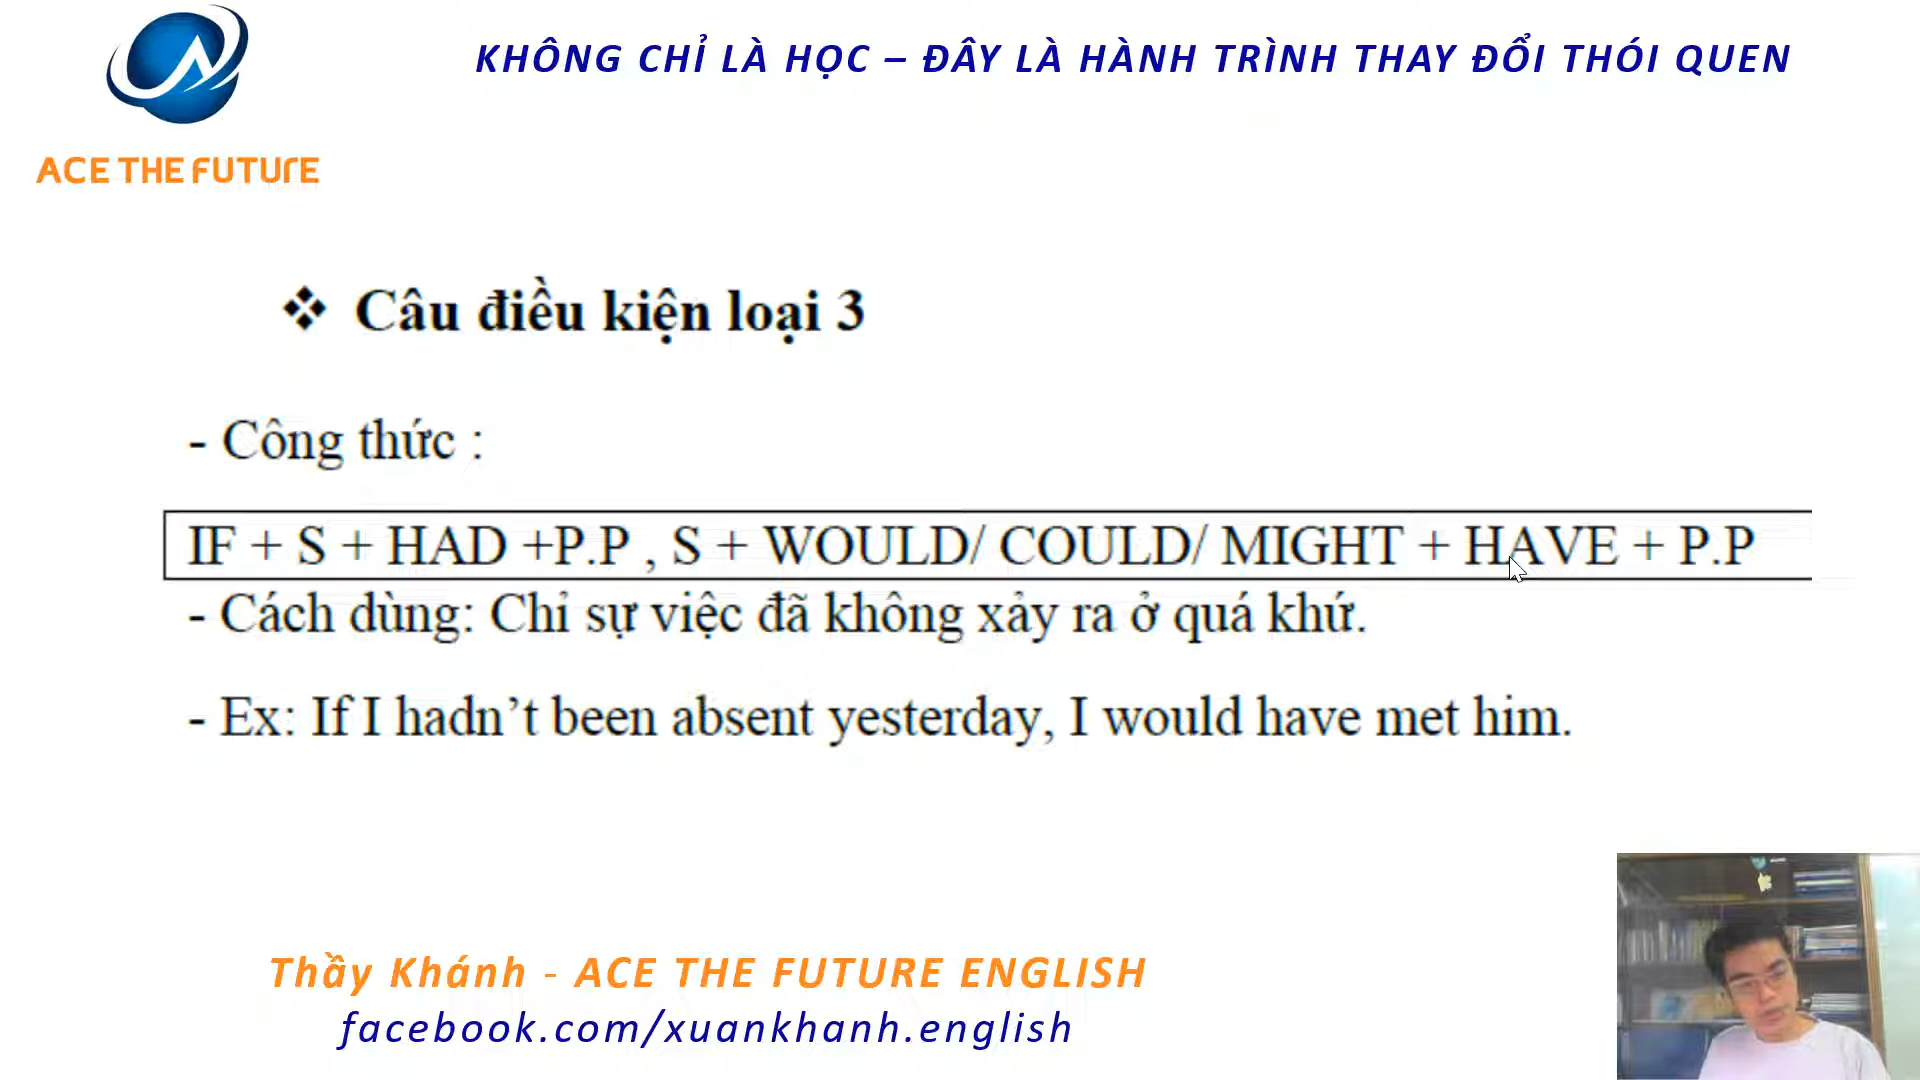 KHÔNG CHỈ LÀ HỌC – ĐÂY LÀ HÀNH TRÌNH THAY ĐỔI THÓI QUEN
ACE THE FUTURE
❖ Câu điều kiện loại 3
- Công thức :
IF + S + HAD +P.P , S + WOULD/ COULD/ MIGHT + HAVE + P.P
- Cách dùng: Chỉ sự việc đã không xảy ra ở quá khứ.
- Ex: If I hadn’t been absent yesterday, I would have met him.
Thầy Khánh - ACE THE FUTURE ENGLISH
facebook.com/xuankhanh.english